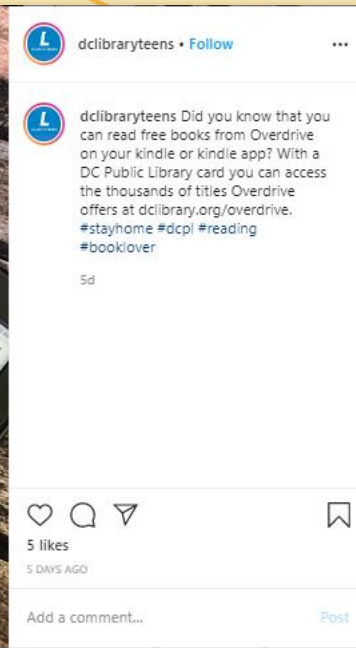 dclibraryteens • Follow
dclibraryteens Did you know that you
can read free books from Overdrive
on your kindle or kindle app? With a
DC Public Library card you can access
the thousands of titles Overdrive
offers at dclibrary.org/overdrive.
#stayhome #dcpl #reading
#booklover
5d
5 likes
5 DAYS AGO
Add a comment...
Post